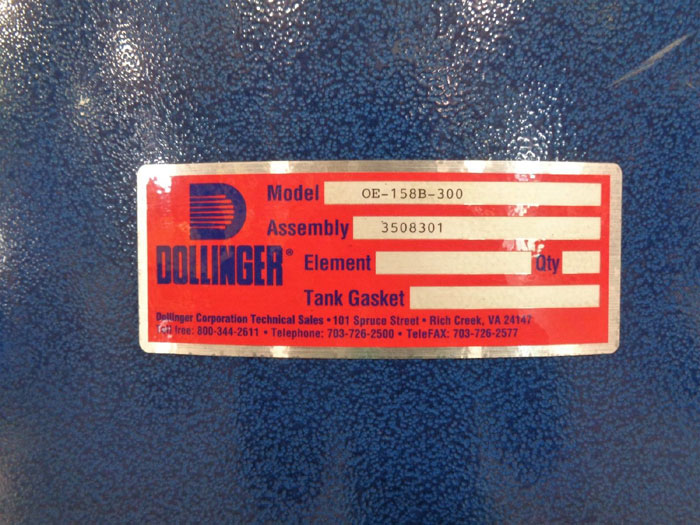 Model OE-158B-300
Assembly 3508301
DOLLINGER®
Element Qty
Tank Gasket
Dollinger Corporation Technical Sales • 101 Spruce Street • Rich Creek, VA 24147
Toll free: 800-344-2611 • Telephone: 703-726-2500 • TeleFAX: 703-726-2577